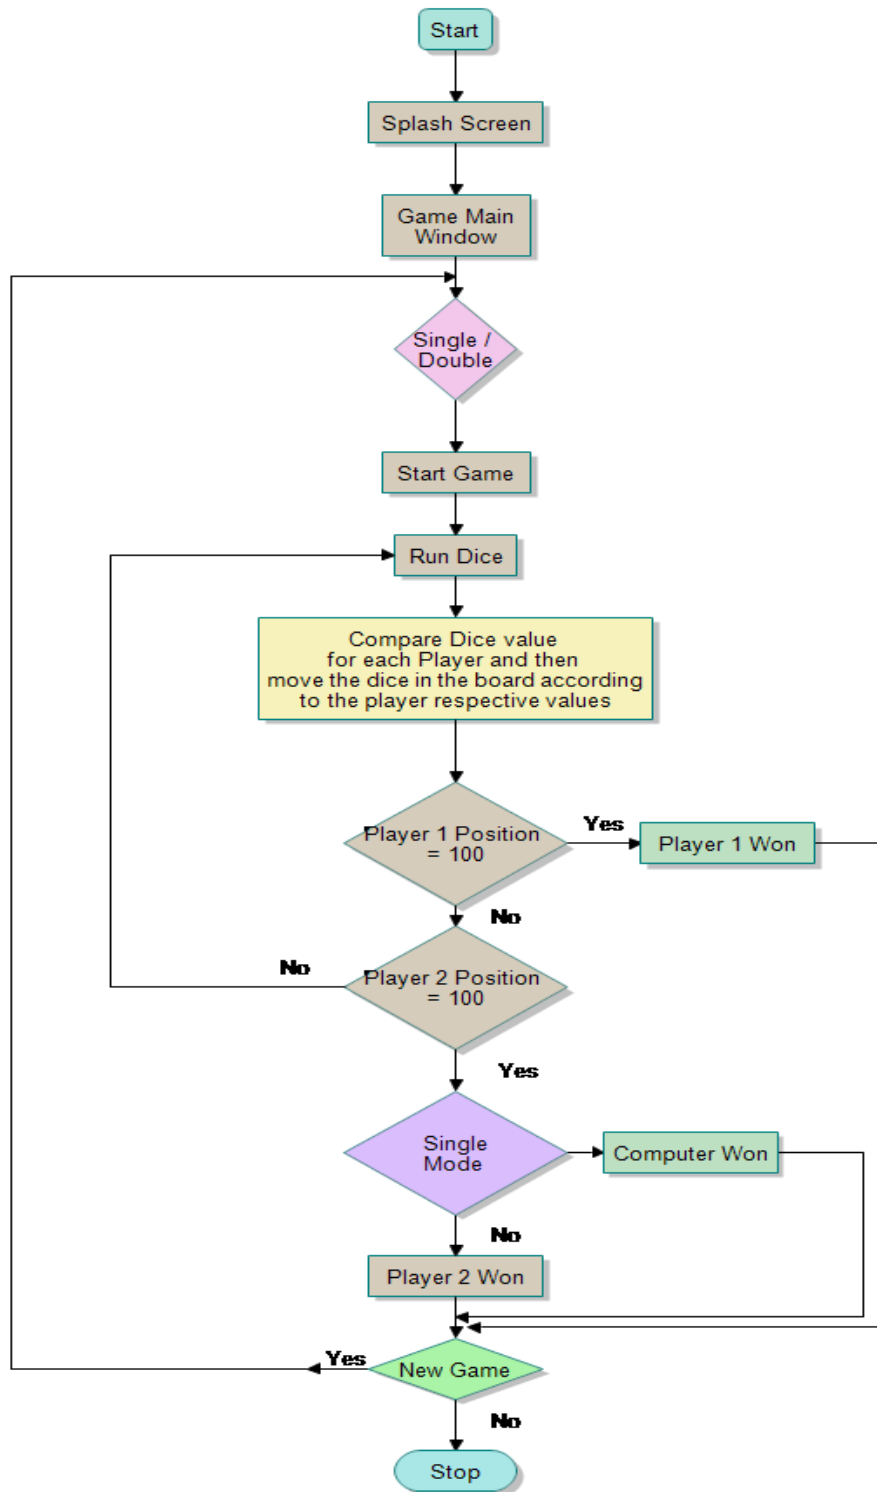 Start
Splash Screen
Game Main
Window
Single /
Double
Start Game
Run Dice
Compare Dice value
for each Player and then
move the dice in the board according
to the player respective values
Player 1 Position
= 100
Yes
Player 1 Won
No
Player 2 Position
= 100
No
Yes
Single
Mode
Computer Won
No
Player 2 Won
New Game
Yes
No
Stop